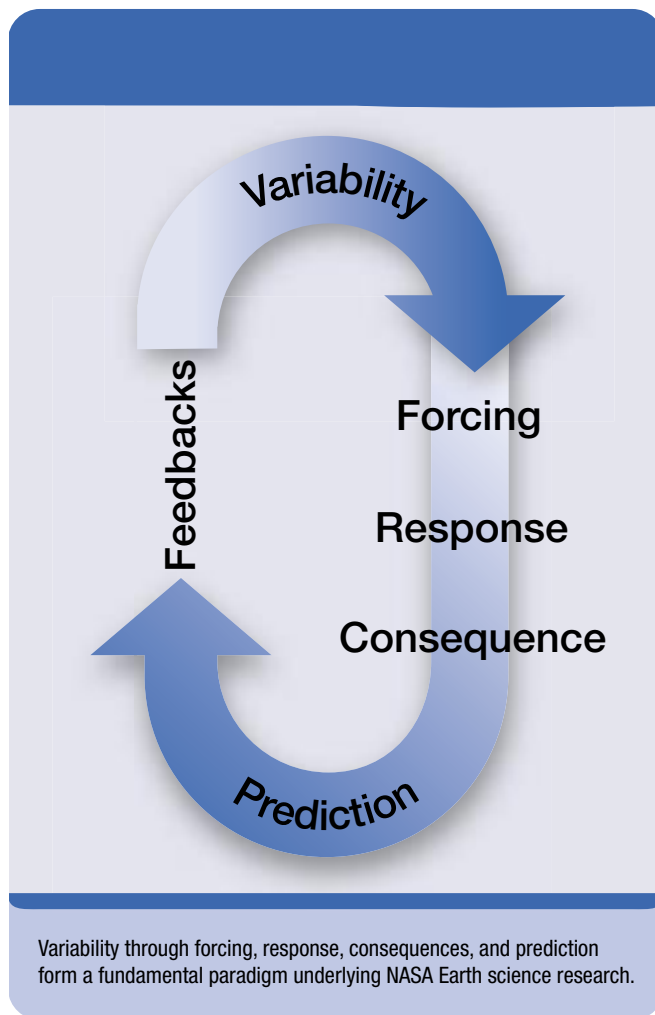 Variability
Forcing
Response
Consequence
Prediction
Feedbacks
Variability through forcing, response, consequences, and prediction
form a fundamental paradigm underlying NASA Earth science research.